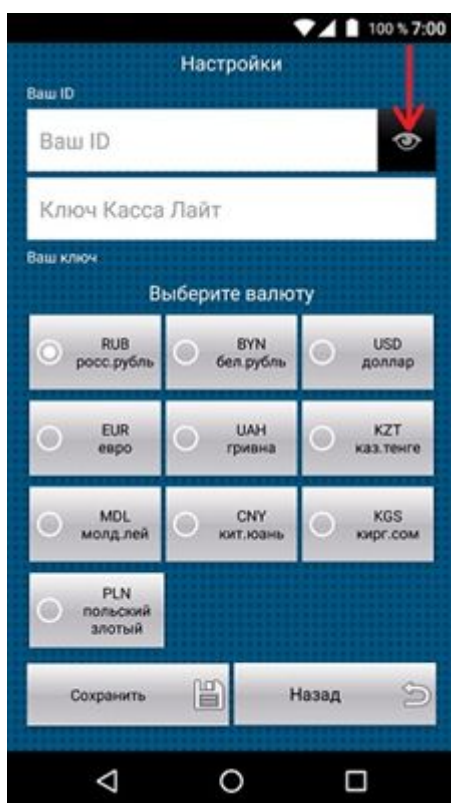 100 % 7:00
Настройки
Ваш ID
Ваш ID
Ключ Касса Лайт
Ваш ключ
Выберите валюту
RUB
росс.рубль
BYN
бел.рубль
USD
доллар
EUR
евро
UAH
гривна
KZT
каз.тенге
MDL
молд.лей
CNY
кит.юань
KGS
кирг.сом
PLN
польский
злотый
Сохранить
Назад